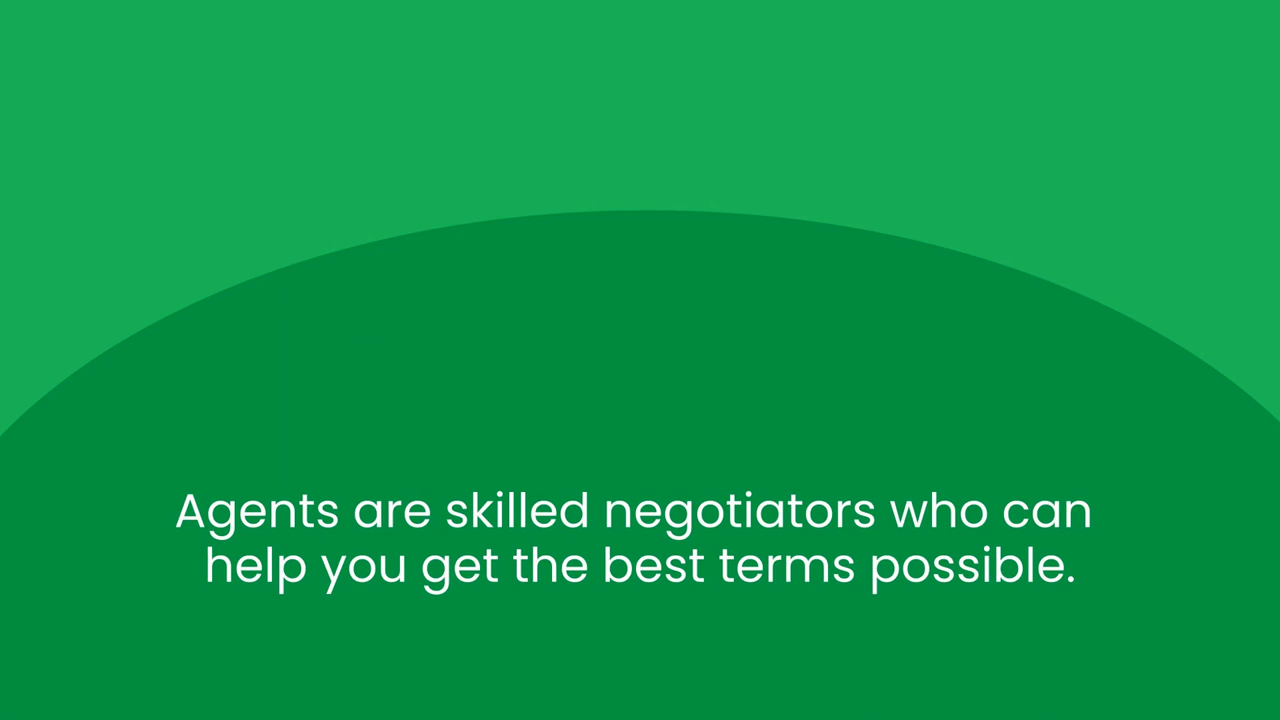 Agents are skilled negotiators who can
help you get the best terms possible.